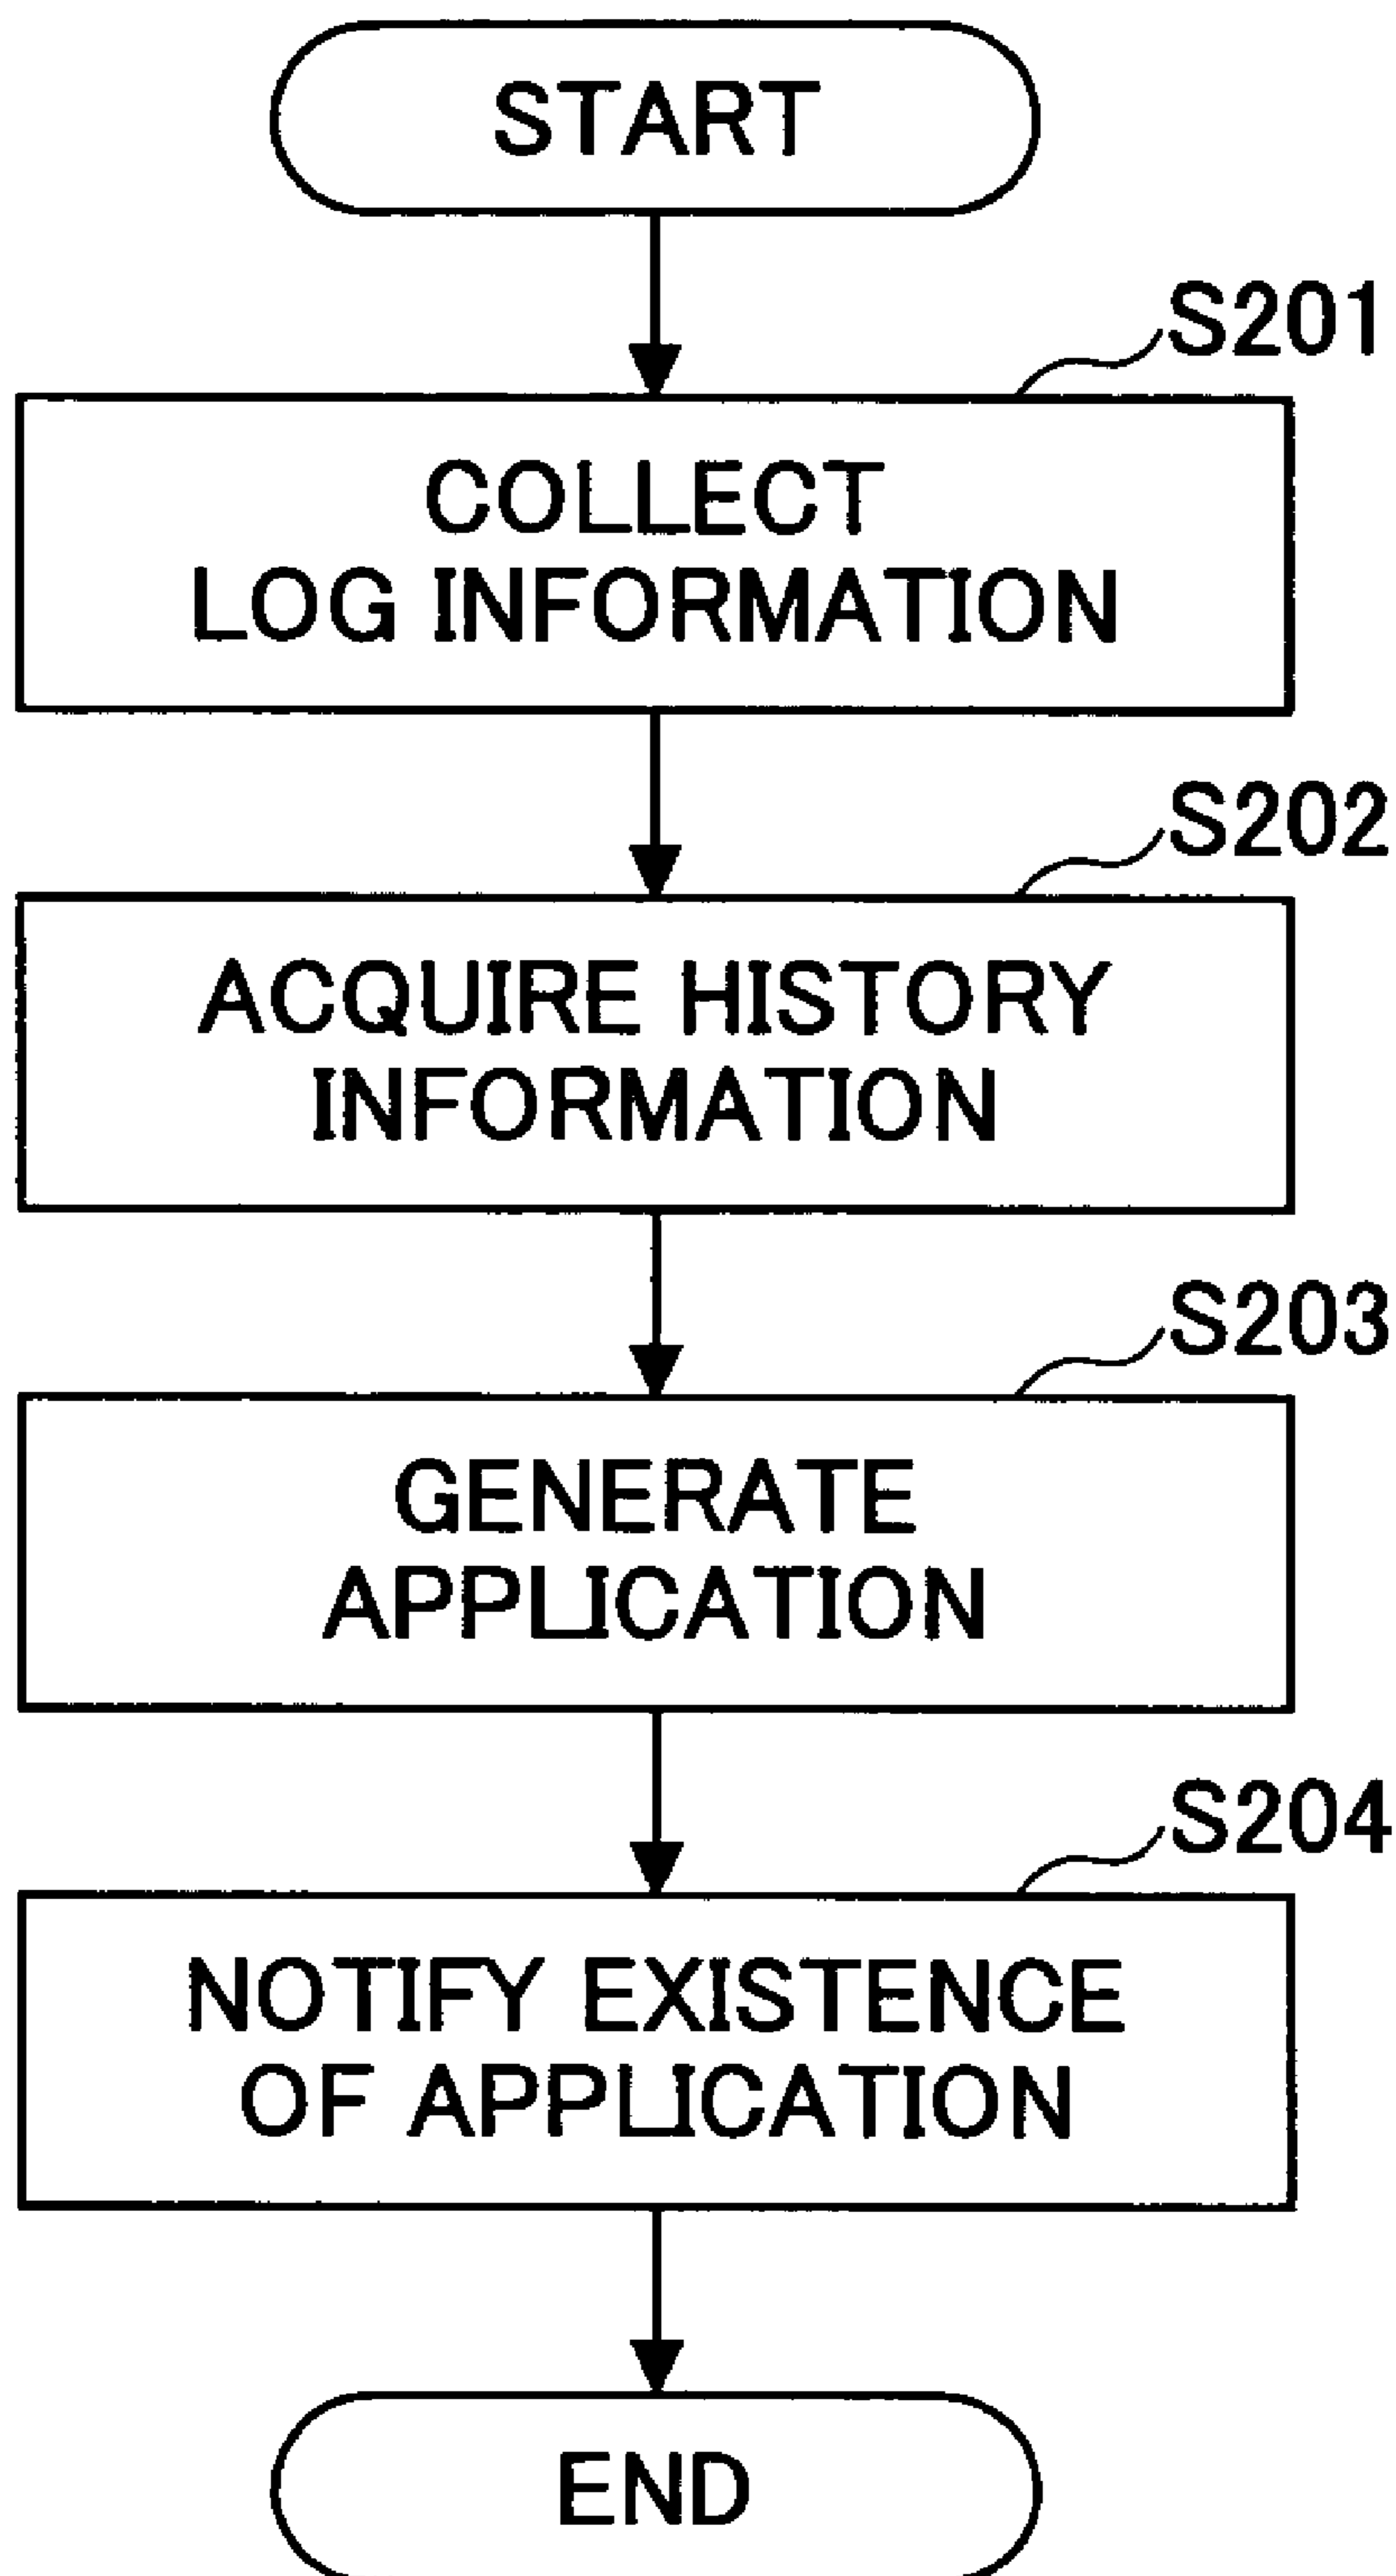 START
S201
COLLECT
LOG INFORMATION
S202
ACQUIRE HISTORY
INFORMATION
S203
GENERATE
APPLICATION
S204
NOTIFY EXISTENCE
OF APPLICATION
END